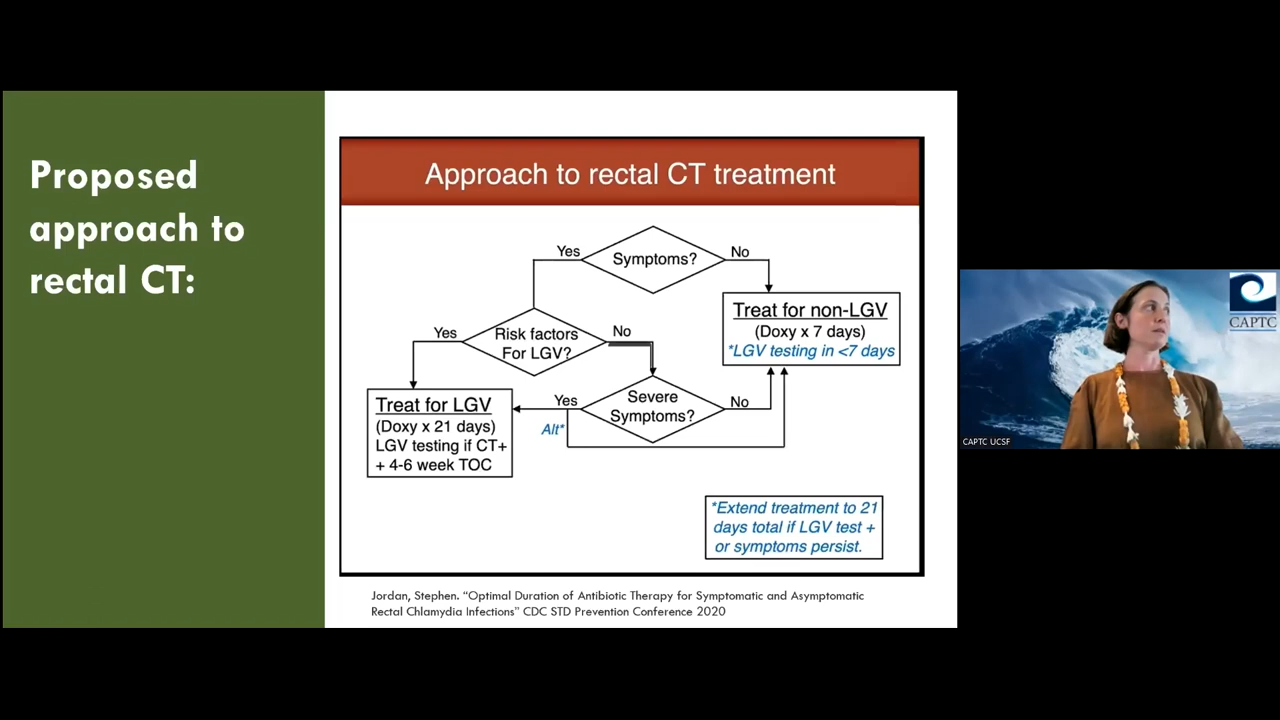 Proposed
approach to
rectal CT:
Approach to rectal CT treatment
Yes
Symptoms?
No
Treat for non-LGV
(Doxy x 7 days)
*LGV testing in <7 days
Yes
Risk factors
For LGV?
No
Treat for LGV
(Doxy x 21 days)
LGV testing if CT+
+ 4-6 week TOC
Yes
Alt*
Severe
Symptoms?
No
*Extend treatment to 21
days total if LGV test +
or symptoms persist.
Jordan, Stephen. “Optimal Duration of Antibiotic Therapy for Symptomatic and Asymptomatic
Rectal Chlamydia Infections” CDC STD Prevention Conference 2020
CAPTC
CAPTC UCSF